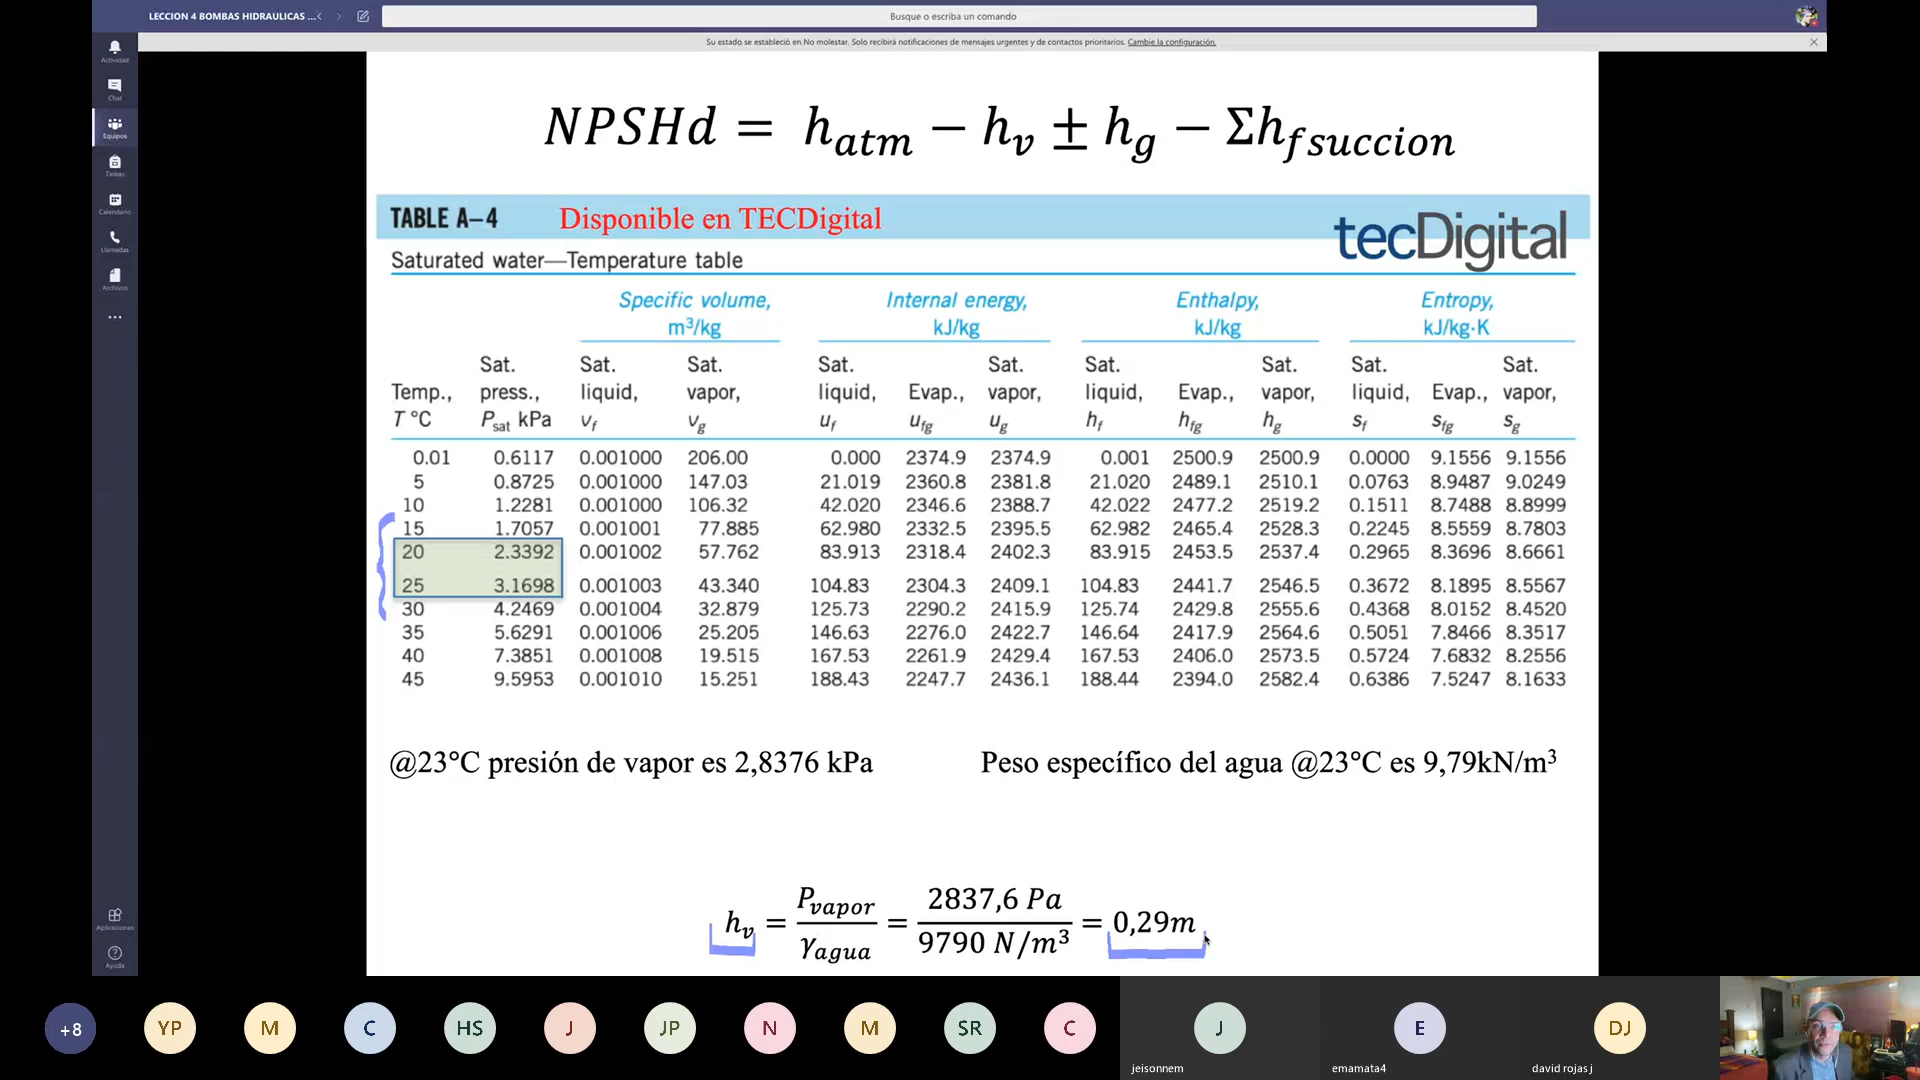 LECCION 4 BOMBAS HIDRAULICAS ...
Busque o escriba un comando
Su estado se estableció en No molestar. Solo recibirá notificaciones de mensajes urgentes y de contactos prioritarios. Cambie la configuración.
Actividad
Chat
Equipos
Tareas
Calendario
Llamadas
Archivos
...
Aplicaciones
Ayuda
NPSHd = h_atm − h_v ± h_g − Σh_fsuccion
TABLE A–4 Disponible en TECDigital
tecDigital
Saturated water—Temperature table
Specific volume, Internal energy, Enthalpy, Entropy,
m³/kg kJ/kg kJ/kg kJ/kg·K
Sat. Sat. Sat. Sat. Sat. Sat. Sat. Sat. Sat.
Temp., press., liquid, vapor, liquid, Evap., vapor, liquid, Evap., vapor, liquid, Evap., vapor,
T °C P_sat kPa v_f v_g u_f u_fg u_g h_f h_fg h_g s_f s_fg s_g
0.01 0.6117 0.001000 206.00 0.000 2374.9 2374.9 0.001 2500.9 2500.9 0.0000 9.1556 9.1556
5 0.8725 0.001000 147.03 21.019 2360.8 2381.8 21.020 2489.1 2510.1 0.0763 8.9487 9.0249
10 1.2281 0.001000 106.32 42.020 2346.6 2388.7 42.022 2477.2 2519.2 0.1511 8.7488 8.8999
15 1.7057 0.001001 77.885 62.980 2332.5 2395.5 62.982 2465.4 2528.3 0.2245 8.5559 8.7803
20 2.3392 0.001002 57.762 83.913 2318.4 2402.3 83.915 2453.5 2537.4 0.2965 8.3696 8.6661
25 3.1698 0.001003 43.340 104.83 2304.3 2409.1 104.83 2441.7 2546.5 0.3672 8.1895 8.5567
30 4.2469 0.001004 32.879 125.73 2290.2 2415.9 125.74 2429.8 2555.6 0.4368 8.0152 8.4520
35 5.6291 0.001006 25.205 146.63 2276.0 2422.7 146.64 2417.9 2564.6 0.5051 7.8466 8.3517
40 7.3851 0.001008 19.515 167.53 2261.9 2429.4 167.53 2406.0 2573.5 0.5724 7.6832 8.2556
45 9.5953 0.001010 15.251 188.43 2247.7 2436.1 188.44 2394.0 2582.4 0.6386 7.5247 8.1633
@23°C presión de vapor es 2,8376 kPa
Peso específico del agua @23°C es 9,79kN/m³
h_v = P_vapor / γ_agua = 2837,6 Pa / 9790 N/m³ = 0,29m
+8 YP M C HS J JP N M SR C J E DJ
jeisonnem emamata4 david rojas j